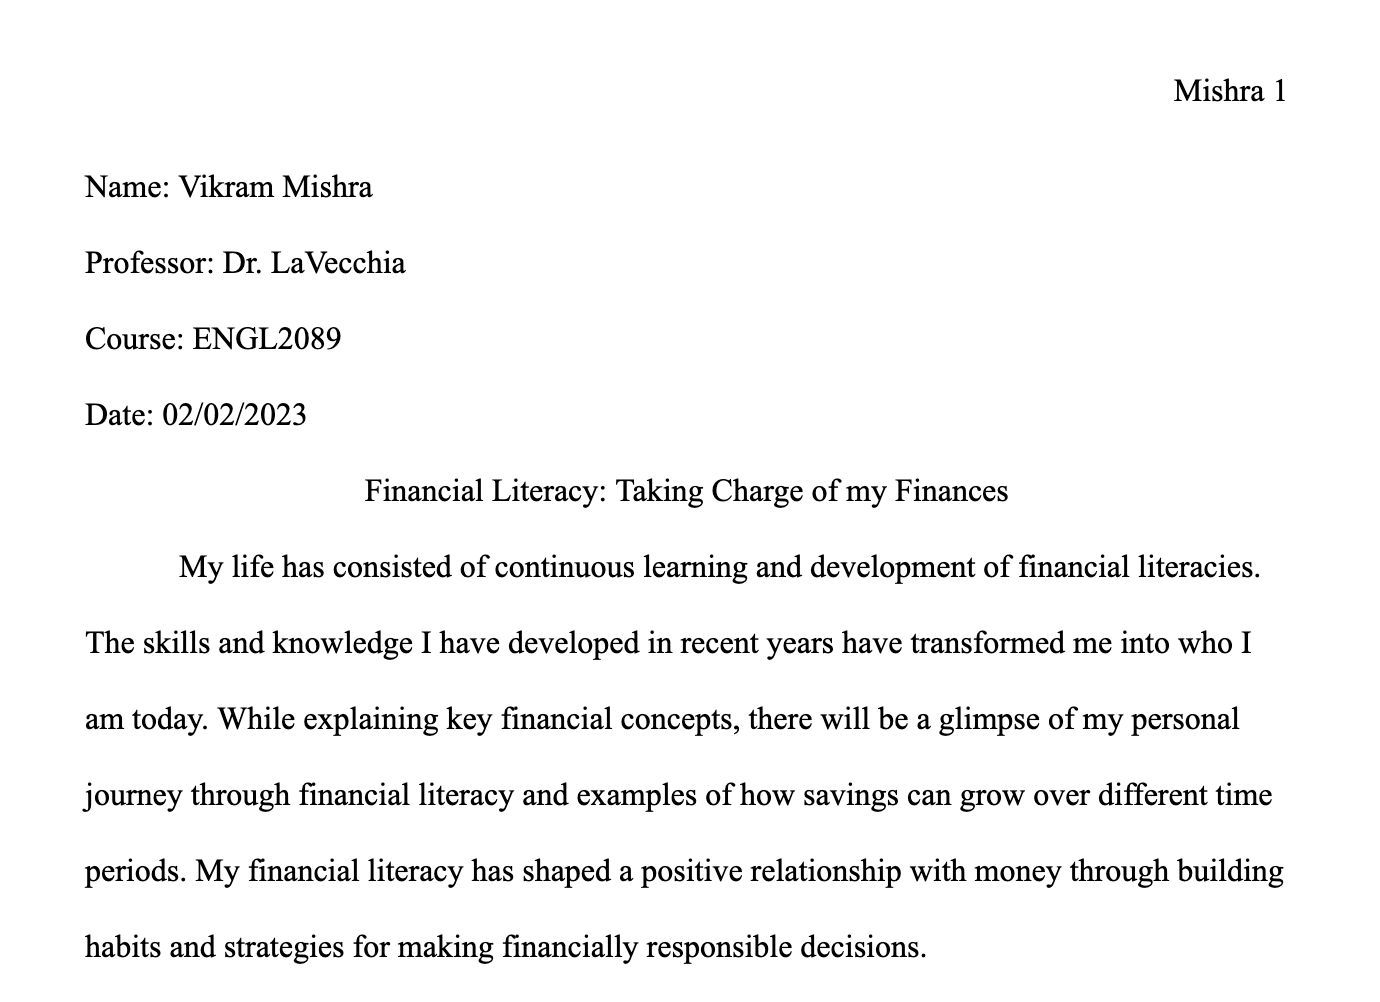 Mishra 1
Name: Vikram Mishra
Professor: Dr. LaVecchia
Course: ENGL2089
Date: 02/02/2023
Financial Literacy: Taking Charge of my Finances
My life has consisted of continuous learning and development of financial literacies.
The skills and knowledge I have developed in recent years have transformed me into who I
am today. While explaining key financial concepts, there will be a glimpse of my personal
journey through financial literacy and examples of how savings can grow over different time
periods. My financial literacy has shaped a positive relationship with money through building
habits and strategies for making financially responsible decisions.